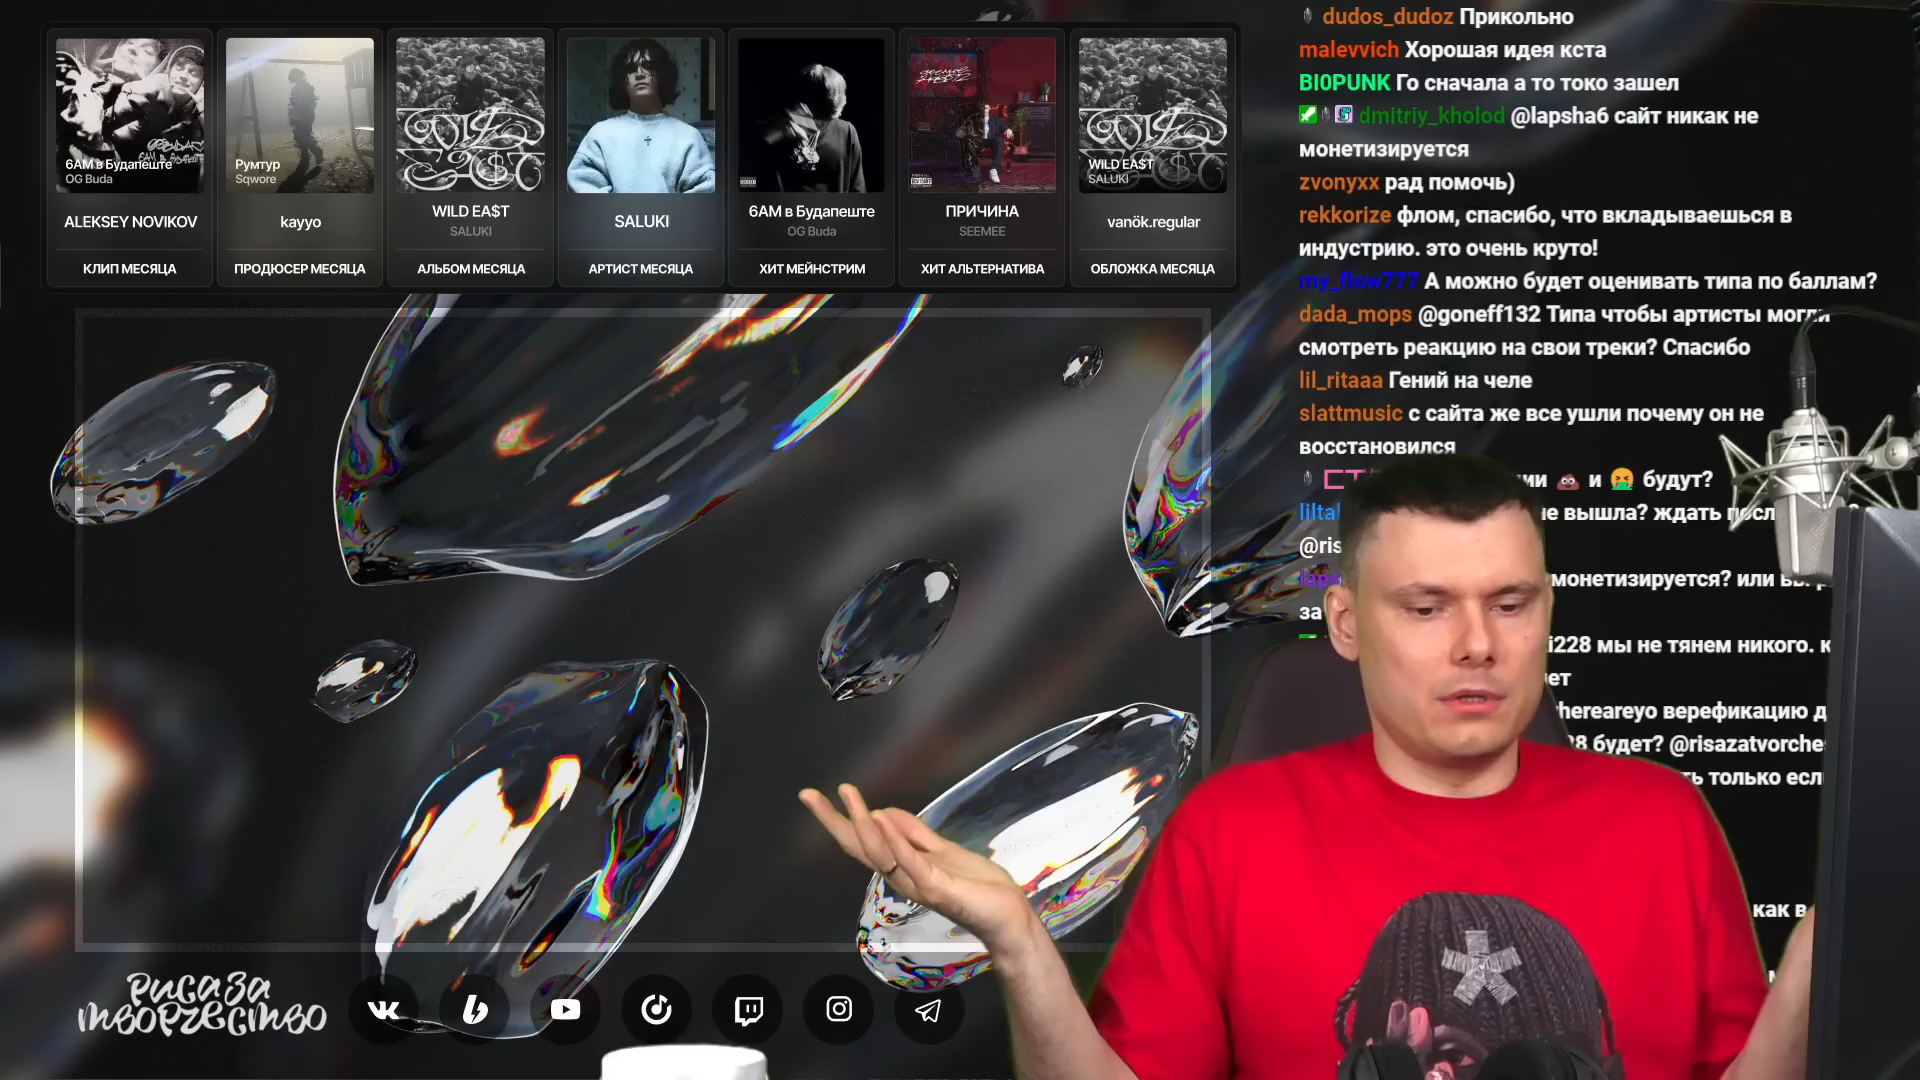 6АМ в Будапеште
OG Buda
ALEKSEY NOVIKOV
КЛИП МЕСЯЦА
Румтур
Sqwore
kayyo
ПРОДЮСЕР МЕСЯЦА
WILD EA$T
SALUKI
АЛЬБОМ МЕСЯЦА
SALUKI
АРТИСТ МЕСЯЦА
6АМ в Будапеште
OG Buda
ХИТ МЕЙНСТРИМ
ПРИЧИНА
SEEMEE
ХИТ АЛЬТЕРНАТИВА
WILD EA$T
SALUKI
vanök.regular
ОБЛОЖКА МЕСЯЦА
dudos_dudoz Прикольно
malevvich Хорошая идея кста
BI0PUNK Го сначала а то токо зашел
dmitriy_kholod @lapsha6 сайт никак не
монетизируется
zvonyxx рад помочь)
rekkorize флом, спасибо, что вкладываешься в
индустрию. это очень круто!
my_flow777 А можно будет оценивать типа по баллам?
dada_mops @goneff132 Типа чтобы артисты могли
смотреть реакцию на свои треки? Спасибо
lil_ritaaa Гений на челе
slattmusic с сайта же все ушли почему он не
восстановился
💩 и 🤮 будут?
не вышла? ждать
монетизируется? или
за
мы не тянем никого.
верефикацию
будет?
только
как в
РИСАЗА
ТВОРЧЕСТВО